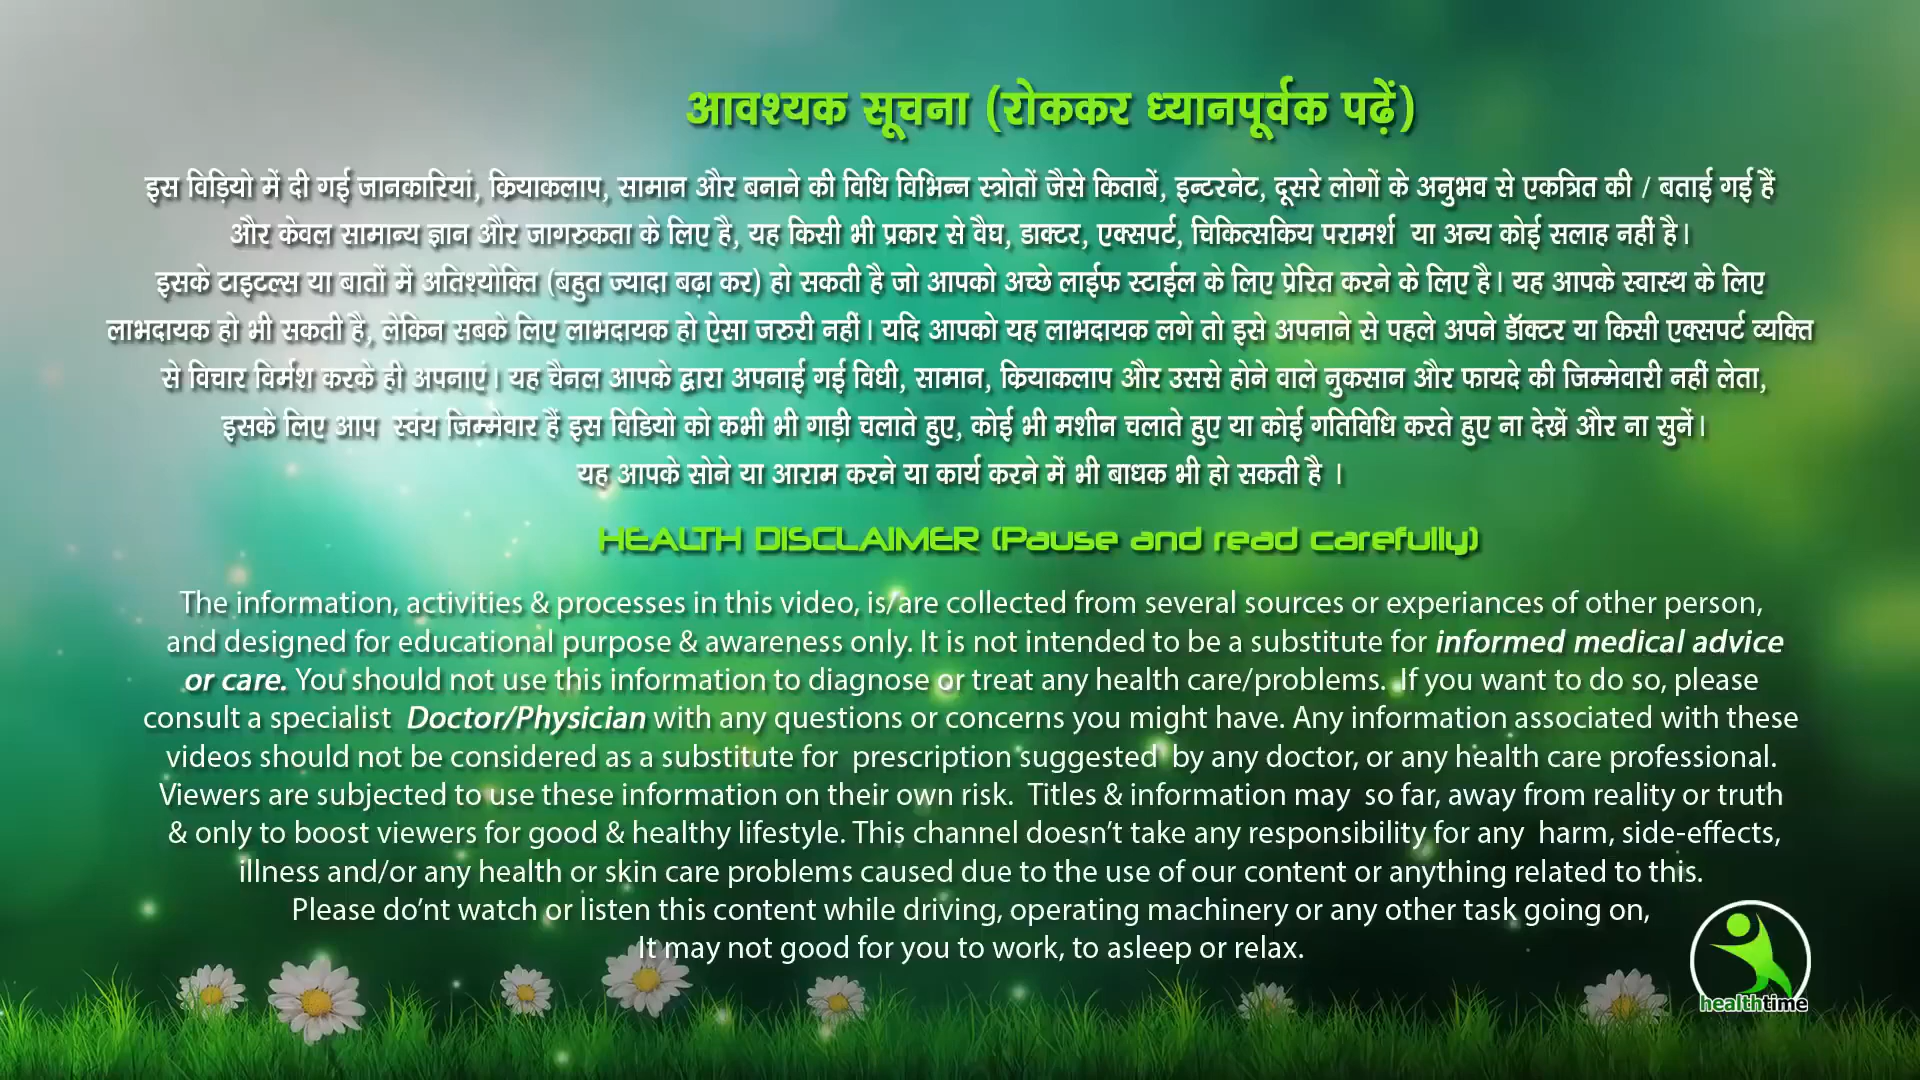 आवश्यक सूचना (रोककर ध्यानपूर्वक पढ़ें)
इस विड़ियो में दी गई जानकारियां, क्रियाकलाप, सामान और बनाने की विधि विभिन्न स्त्रोतों जैसे किताबें, इन्टरनेट, दूसरे लोगों के अनुभव से एकत्रित की / बताई गई हैं
और केवल सामान्य ज्ञान और जागरुकता के लिए है, यह किसी भी प्रकार से वैघ, डाक्टर, एक्सपर्ट, चिकित्सकिय परामर्श या अन्य कोई सलाह नहीं है।
इसके टाइटल्स या बातों में अतिश्योक्ति (बहुत ज्यादा बढ़ा कर) हो सकती है जो आपको अच्छे लाईफ स्टाईल के लिए प्रेरित करने के लिए है। यह आपके स्वास्थ के लिए
लाभदायक हो भी सकती है, लेकिन सबके लिए लाभदायक हो ऐसा जरुरी नहीं। यदि आपको यह लाभदायक लगे तो इसे अपनाने से पहले अपने डॉक्टर या किसी एक्सपर्ट व्यक्ति
से विचार विर्मश करके ही अपनाएं। यह चैनल आपके द्वारा अपनाई गई विधी, सामान, क्रियाकलाप और उससे होने वाले नुकसान और फायदे की जिम्मेवारी नहीं लेता,
इसके लिए आप स्वंय जिम्मेवार हैं इस विडियो को कभी भी गाड़ी चलाते हुए, कोई भी मशीन चलाते हुए या कोई गतिविधि करते हुए ना देखें और ना सुनें।
यह आपके सोने या आराम करने या कार्य करने में भी बाधक भी हो सकती है ।
HEALTH DISCLAIMER (Pause and read carefully)
The information, activities & processes in this video, is/are collected from several sources or experiances of other person,
and designed for educational purpose & awareness only. It is not intended to be a substitute for informed medical advice
or care. You should not use this information to diagnose or treat any health care/problems. If you want to do so, please
consult a specialist Doctor/Physician with any questions or concerns you might have. Any information associated with these
videos should not be considered as a substitute for prescription suggested by any doctor, or any health care professional.
Viewers are subjected to use these information on their own risk. Titles & information may so far, away from reality or truth
& only to boost viewers for good & healthy lifestyle. This channel doesn't take any responsibility for any harm, side-effects,
illness and/or any health or skin care problems caused due to the use of our content or anything related to this.
Please do'nt watch or listen this content while driving, operating machinery or any other task going on,
It may not good for you to work, to asleep or relax.
healthtime